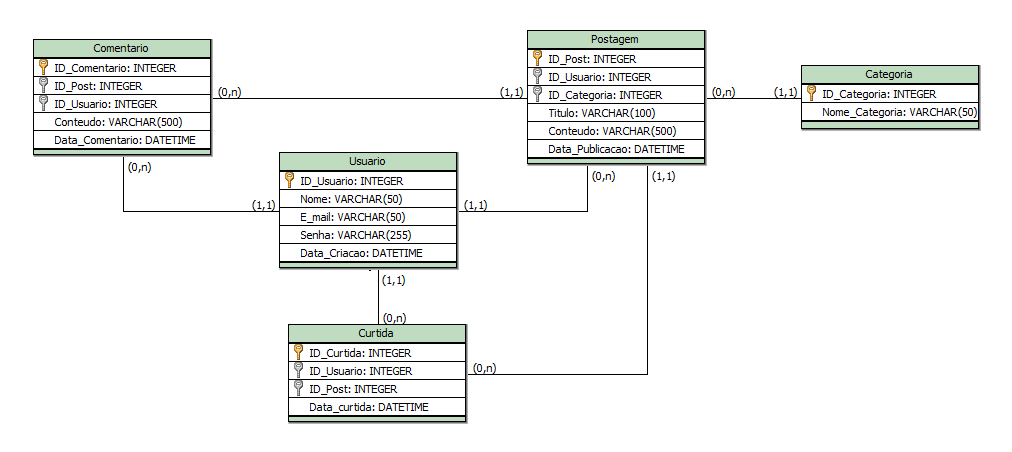 Comentario
ID_Comentario: INTEGER
ID_Post: INTEGER
ID_Usuario: INTEGER
Conteudo: VARCHAR(500)
Data_Comentario: DATETIME
(0,n)
(1,1)
(0,n)
(1,1)
Postagem
ID_Post: INTEGER
ID_Usuario: INTEGER
ID_Categoria: INTEGER
Titulo: VARCHAR(100)
Conteudo: VARCHAR(500)
Data_Publicacao: DATETIME
(0,n)
(1,1)
(0,n)
(1,1)
Categoria
ID_Categoria: INTEGER
Nome_Categoria: VARCHAR(50)
Usuario
ID_Usuario: INTEGER
Nome: VARCHAR(50)
E_mail: VARCHAR(50)
Senha: VARCHAR(255)
Data_Criacao: DATETIME
(1,1)
(1,1)
(0,n)
Curtida
ID_Curtida: INTEGER
ID_Usuario: INTEGER
ID_Post: INTEGER
Data_curtida: DATETIME
(0,n)